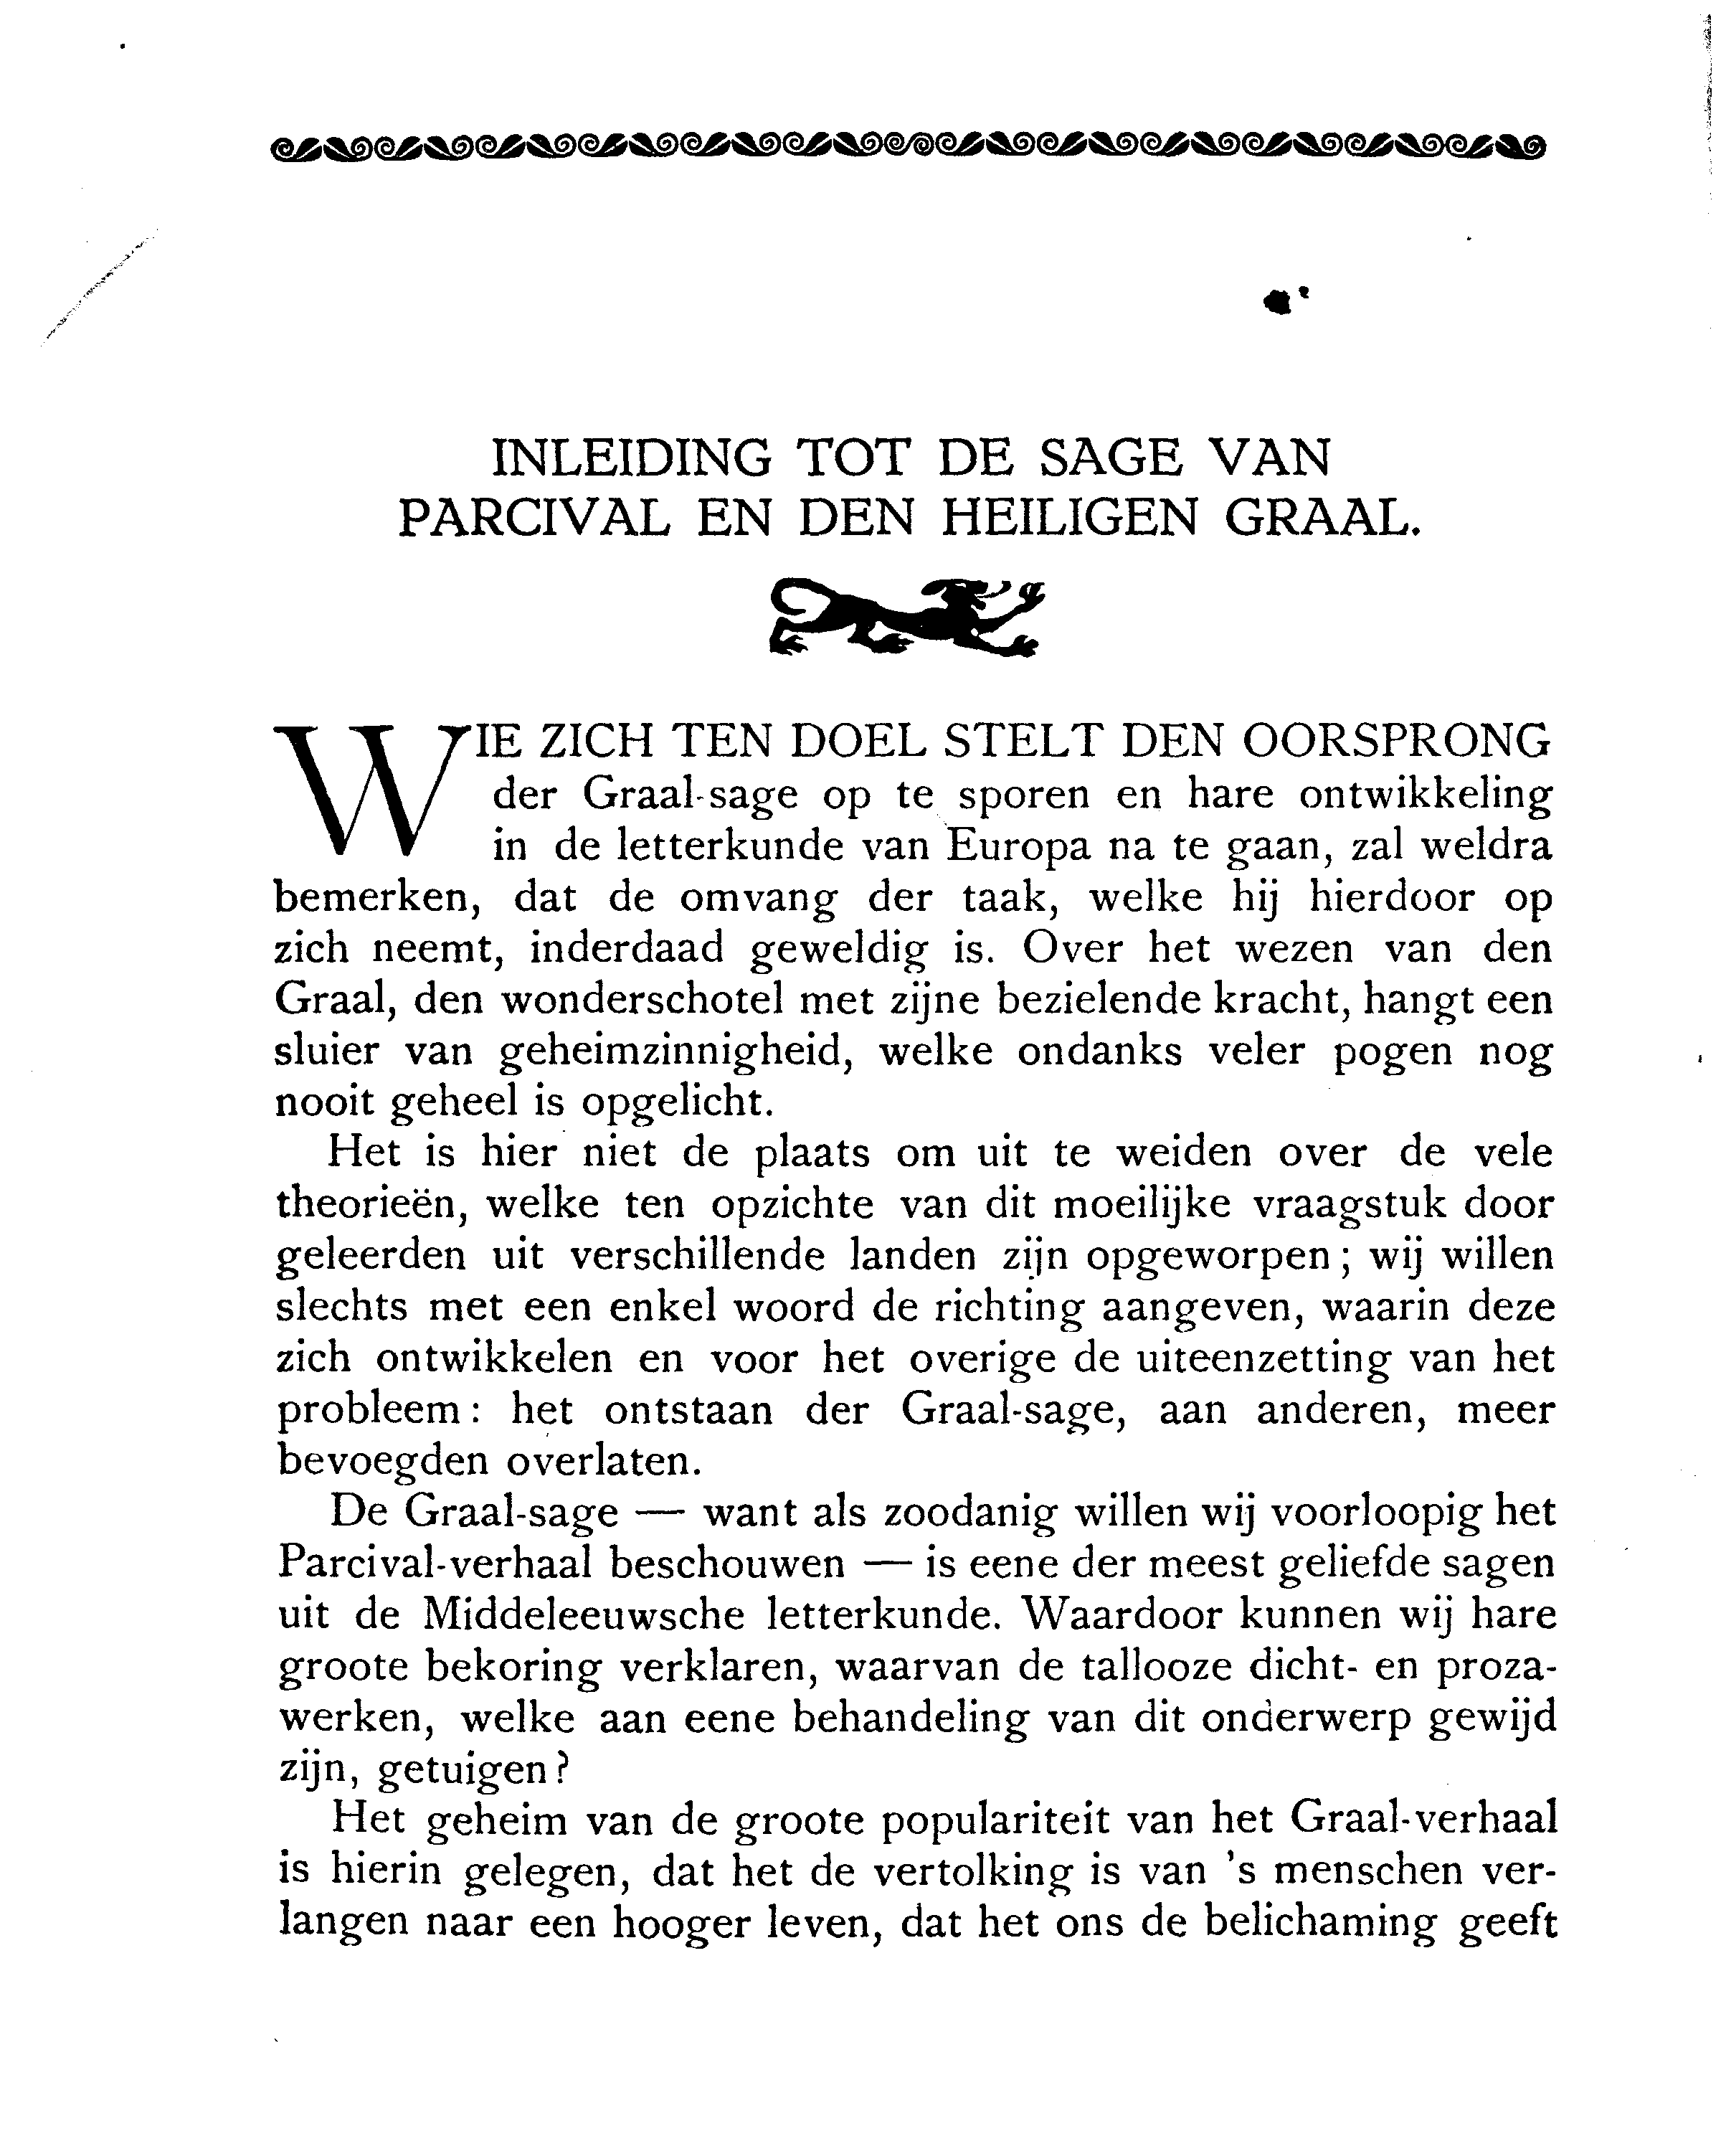 INLEIDING TOT DE SAGE VAN
PARCIVAL EN DEN HEILIGEN GRAAL.
WIE ZICH TEN DOEL STELT DEN OORSPRONG
der Graal-sage op te sporen en hare ontwikkeling
in de letterkunde van Europa na te gaan, zal weldra
bemerken, dat de omvang der taak, welke hij hierdoor op
zich neemt, inderdaad geweldig is. Over het wezen van den
Graal, den wonderschotel met zijne bezielende kracht, hangt een
sluier van geheimzinnigheid, welke ondanks veler pogen nog
nooit geheel is opgelicht.
Het is hier niet de plaats om uit te weiden over de vele
theorieën, welke ten opzichte van dit moeilijke vraagstuk door
geleerden uit verschillende landen zijn opgeworpen; wij willen
slechts met een enkel woord de richting aangeven, waarin deze
zich ontwikkelen en voor het overige de uiteenzetting van het
probleem: het ontstaan der Graal-sage, aan anderen, meer
bevoegden overlaten.
De Graal-sage — want als zoodanig willen wij voorloopig het
Parcival-verhaal beschouwen — is eene der meest geliefde sagen
uit de Middeleeuwsche letterkunde. Waardoor kunnen wij hare
groote bekoring verklaren, waarvan de tallooze dicht- en proza-
werken, welke aan eene behandeling van dit onderwerp gewijd
zijn, getuigen?
Het geheim van de groote populariteit van het Graal-verhaal
is hierin gelegen, dat het de vertolking is van 's menschen ver-
langen naar een hooger leven, dat het ons de belichaming geeft